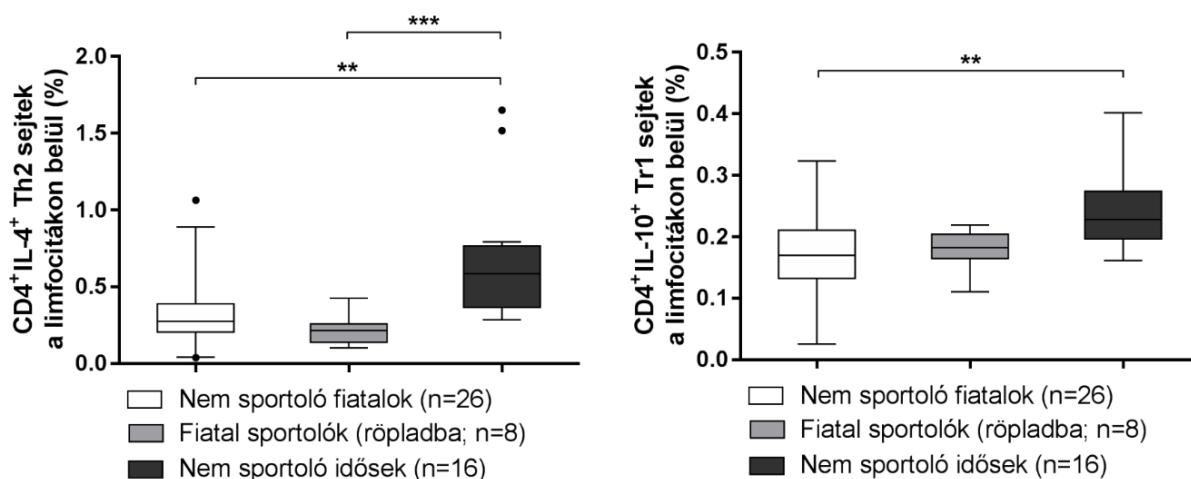 CD4⁺IL-4⁺ Th2 sejtek
a limfocitákon belül (%)
2.0
1.5
1.0
0.5
0.0
***
**
Nem sportoló fiatalok (n=26)
Fiatal sportolók (röpladba; n=8)
Nem sportoló idősek (n=16)
CD4⁺IL-10⁺ Tr1 sejtek
a limfocitákon belül (%)
0.5
0.4
0.3
0.2
0.1
0.0
**
Nem sportoló fiatalok (n=26)
Fiatal sportolók (röpladba; n=8)
Nem sportoló idősek (n=16)